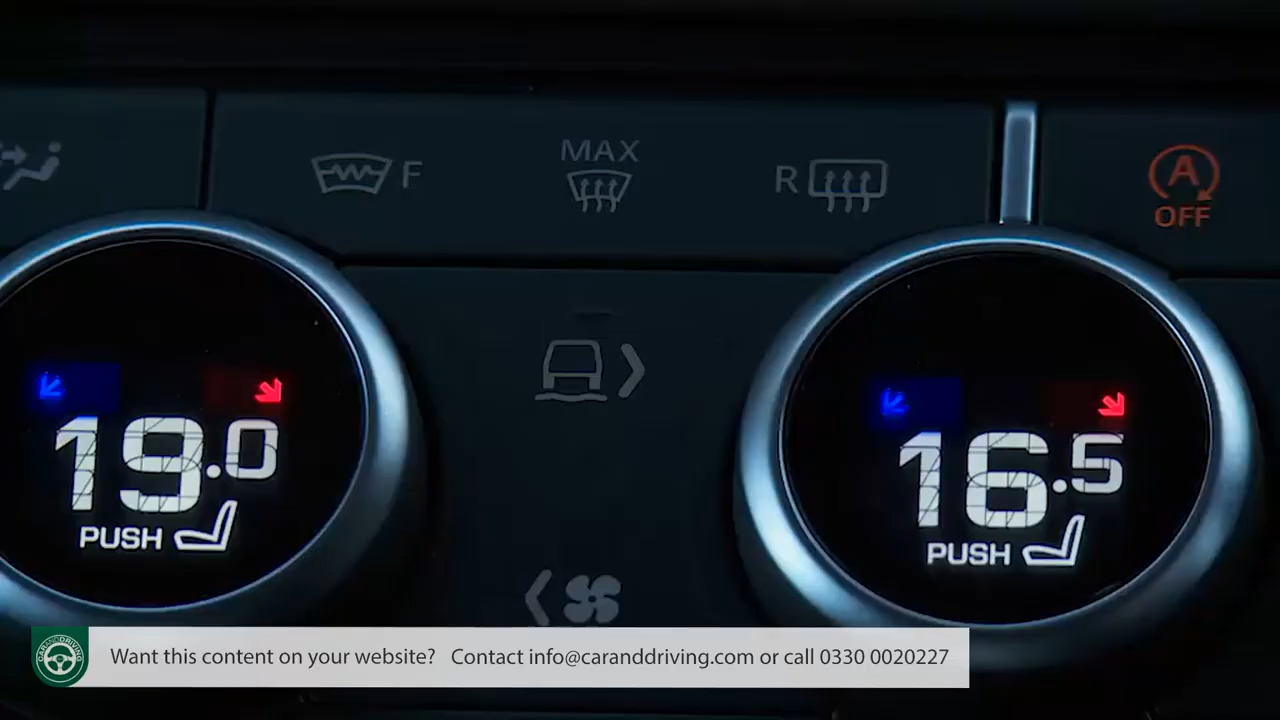 F
MAX
R
A
OFF
19.0
PUSH
16.5
PUSH
CARANDDRIVING
Want this content on your website? Contact info@caranddriving.com or call 0330 0020227